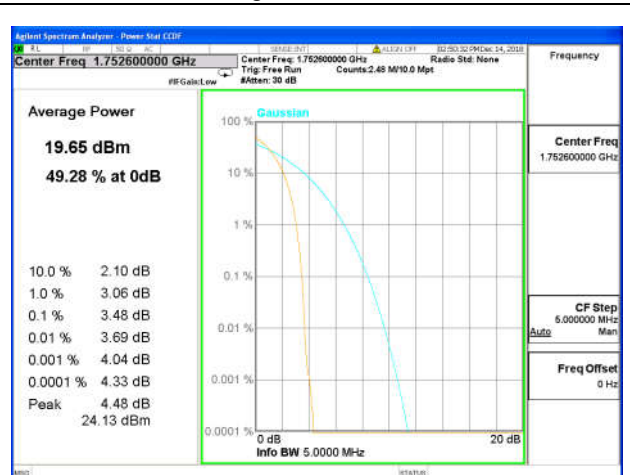 Agilent Spectrum Analyzer - Power Stat CCDF
RL RF 50 Ω AC SENSE:INT ALIGN OFF 02:50:32 PM Dec 14, 2018
Center Freq 1.752600000 GHz
Center Freq: 1.752600000 GHz Radio Std: None
Trig: Free Run Counts:2.48 M/10.0 Mpt
#IFGain:Low #Atten: 30 dB
Frequency
Average Power
19.65 dBm
49.28 % at 0dB
10.0 % 2.10 dB
1.0 % 3.06 dB
0.1 % 3.48 dB
0.01 % 3.69 dB
0.001 % 4.04 dB
0.0001 % 4.33 dB
Peak 4.48 dB
24.13 dBm
Gaussian
100 %
10 %
1 %
0.1 %
0.01 %
0.001 %
0.0001 %
0 dB 20 dB
Info BW 5.0000 MHz
Center Freq
1.752600000 GHz
CF Step
5.000000 MHz
Auto Man
Freq Offset
0 Hz
MSG STATUS